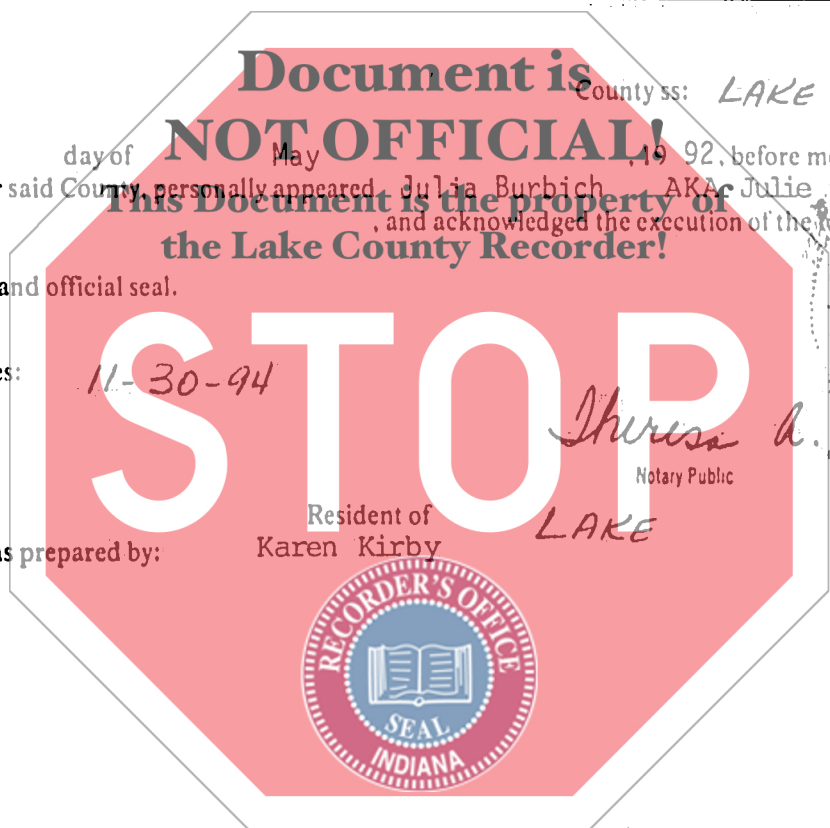 Document is
County ss: LAKE
NOT OFFICIAL!
day of May , 19 92, before me
said County, personally appeared Julia Burbich AKA Julie
This Document is the property of
, and acknowledged the execution of the
the Lake County Recorder!
and official seal.
STOP
es: 11-30-94
Theresa A.
Notary Public
Resident of LAKE
as prepared by: Karen Kirby
RECORDER'S OFFICE
SEAL
INDIANA